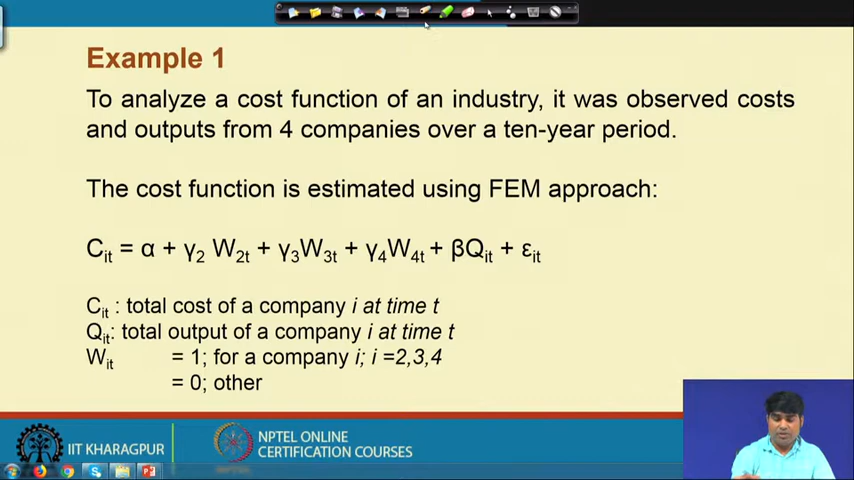 Example 1
To analyze a cost function of an industry, it was observed costs
and outputs from 4 companies over a ten-year period.
The cost function is estimated using FEM approach:
Cit = α + γ2 W2t + γ3W3t + γ4W4t + βQit + εit
Cit : total cost of a company i at time t
Qit: total output of a company i at time t
Wit = 1; for a company i; i =2,3,4
= 0; other
IIT KHARAGPUR
NPTEL ONLINE
CERTIFICATION COURSES